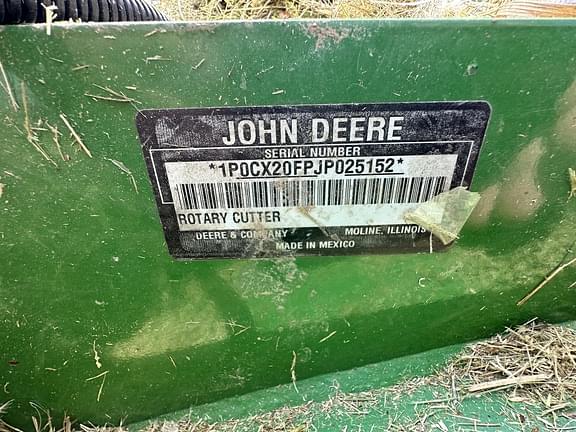 JOHN DEERE
SERIAL NUMBER
*1P0CX20FPJP025152*
ROTARY CUTTER
DEERE & COMPANY MOLINE, ILLINOIS
MADE IN MEXICO